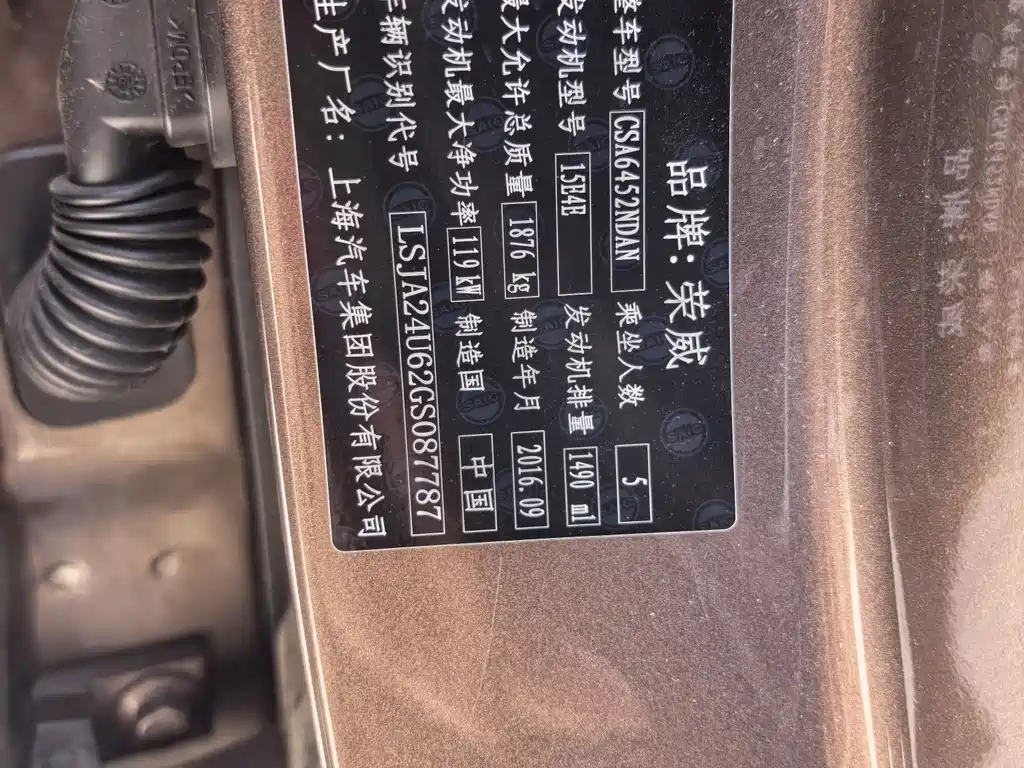 品牌：荣威
整车型号 CSA6452NDAN 乘坐人数 5
发动机型号 15E4E 发动机排量 1490 ml
最大允许总质量 1876 kg 制造年月 2016.09
发动机最大净功率 119 kW 制造国 中国
车辆识别代号 LSJA24U62GS087787
生产厂名：上海汽车集团股份有限公司